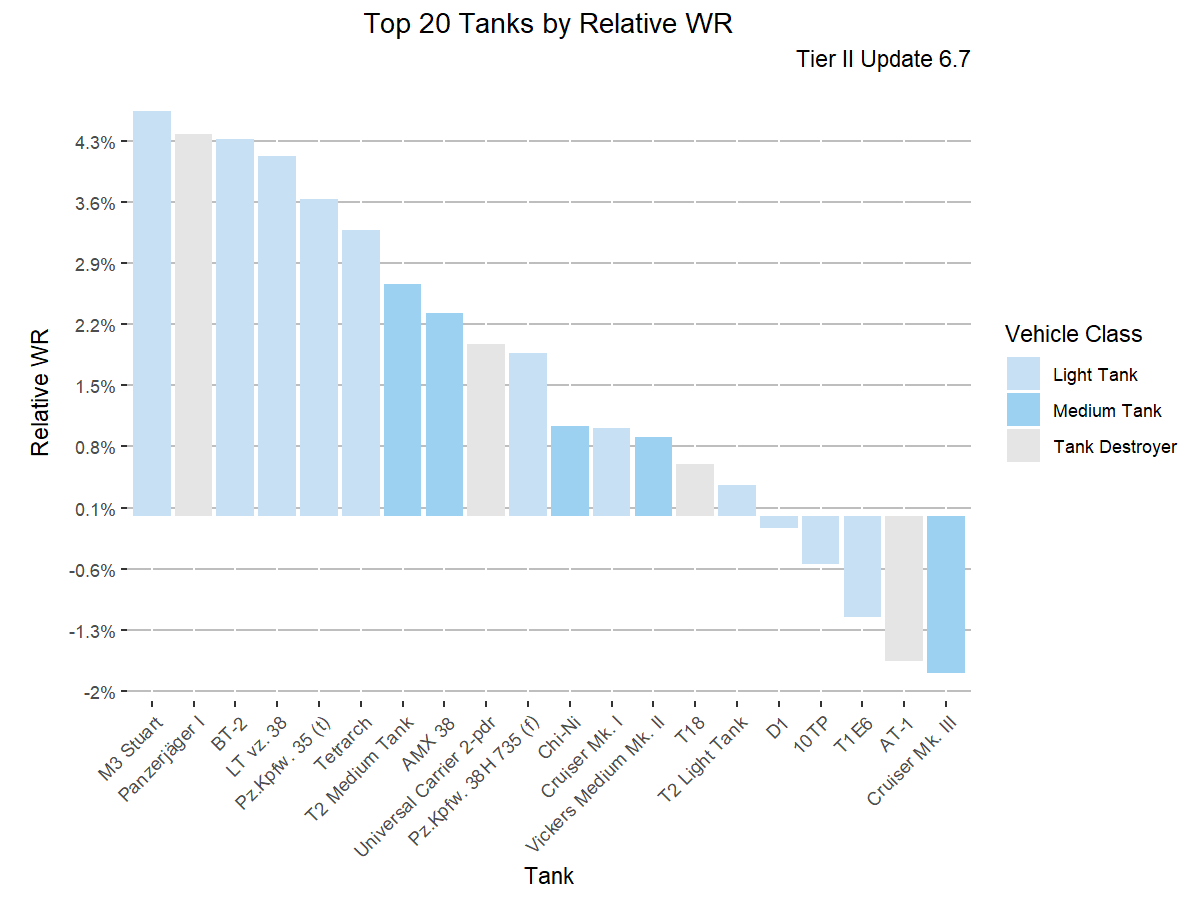 Top 20 Tanks by Relative WR
Tier II Update 6.7
4.3%
3.6%
2.9%
2.2%
1.5%
0.8%
0.1%
-0.6%
-1.3%
-2%
Relative WR
M3 Stuart
Panzerjäger I
BT-2
LT vz. 38
Pz.Kpfw. 35 (t)
Tetrarch
T2 Medium Tank
AMX 38
Universal Carrier 2-pdr
Pz.Kpfw. 38H 735 (f)
Chi-Ni
Cruiser Mk. I
Vickers Medium Mk. II
T18
T2 Light Tank
D1
10TP
T1E6
AT-1
Cruiser Mk. III
Tank
Vehicle Class
Light Tank
Medium Tank
Tank Destroyer